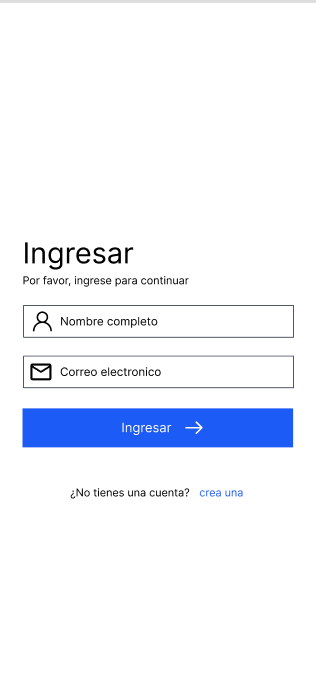 Ingresar
Por favor, ingrese para continuar
Nombre completo
Correo electronico
Ingresar
¿No tienes una cuenta? crea una